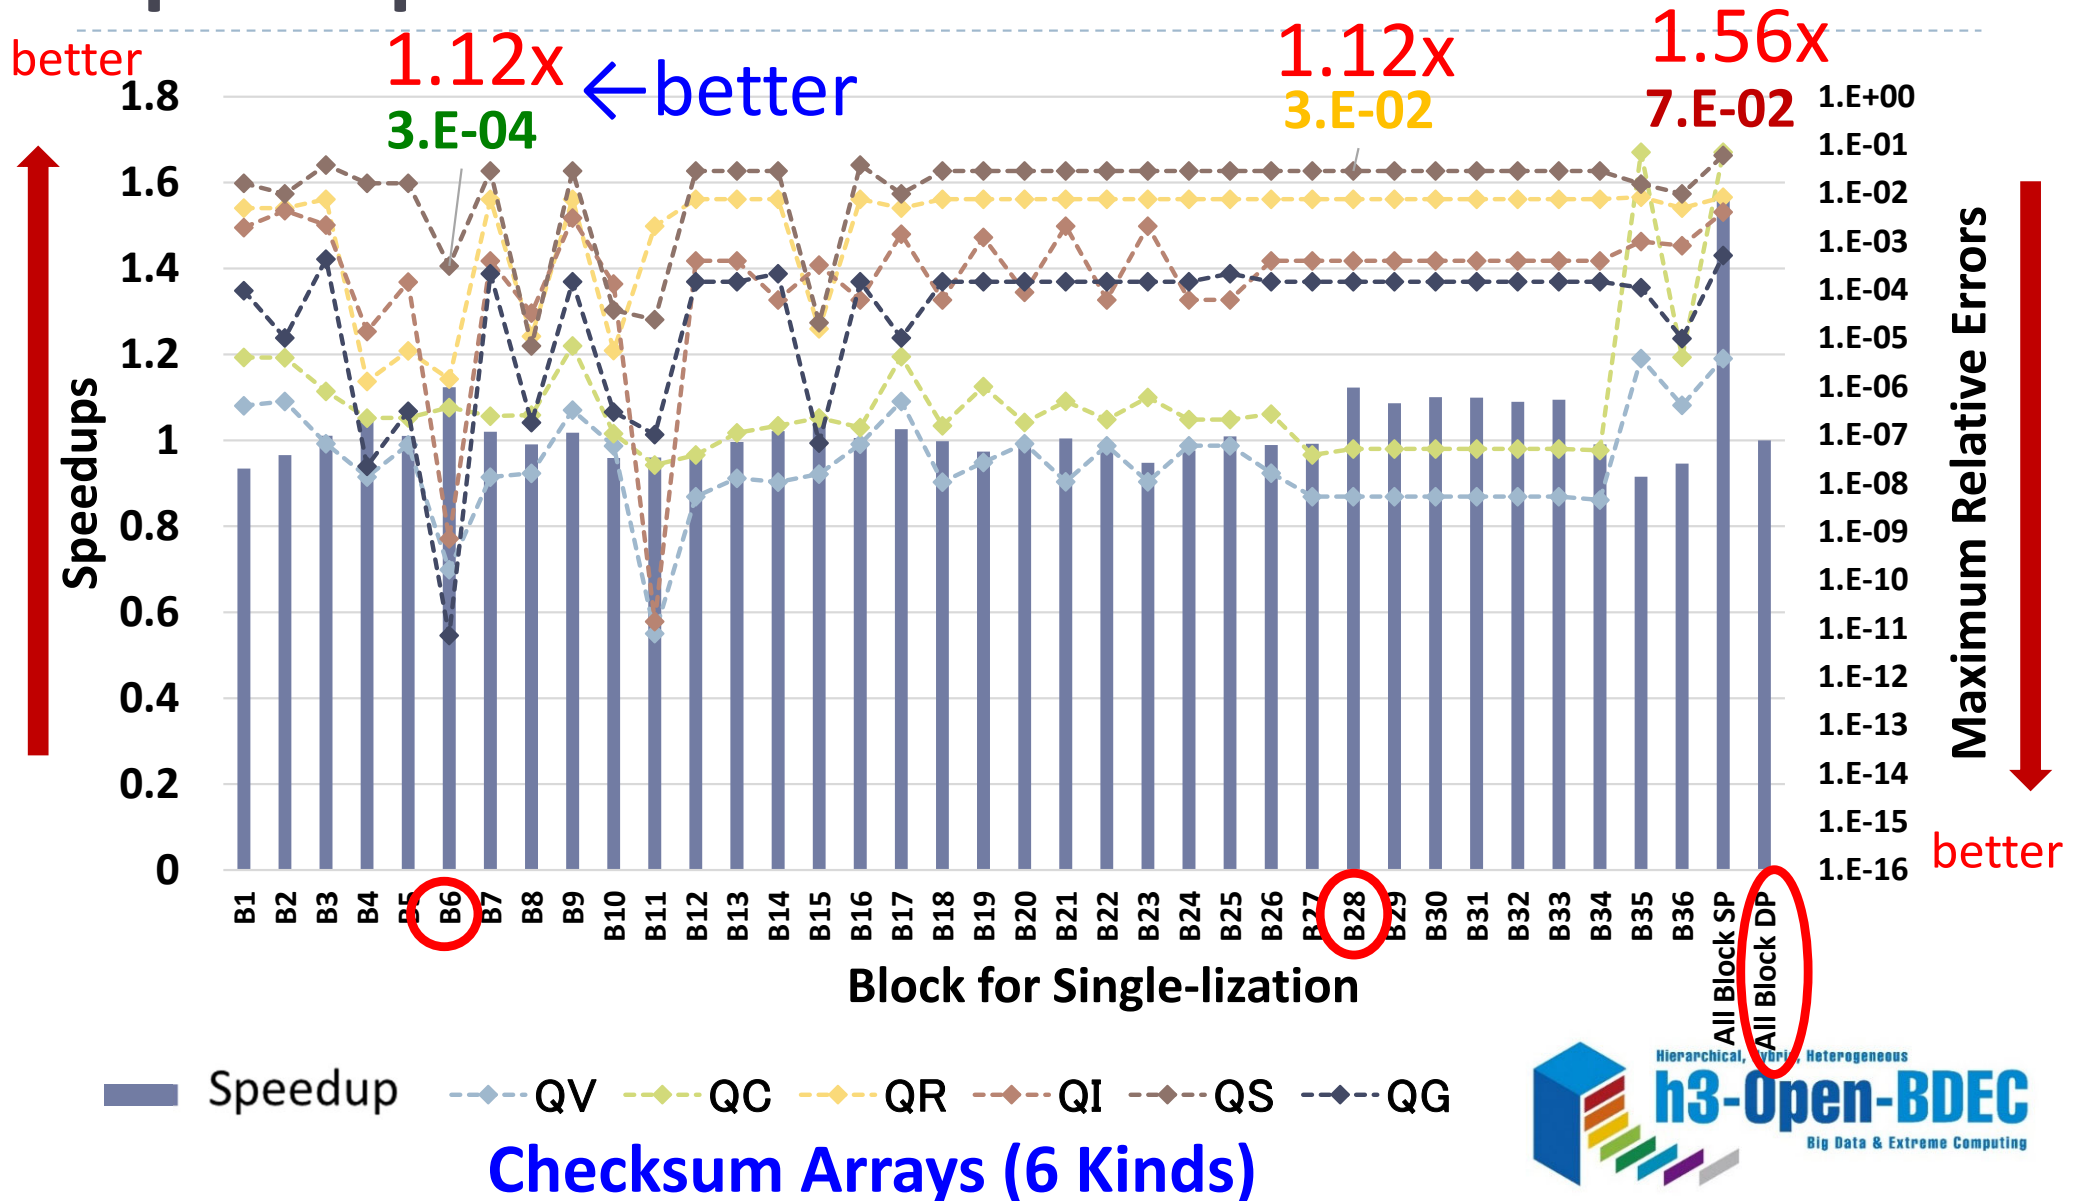 better
1.12x
←better
3.E-04
1.12x
3.E-02
1.56x
7.E-02
Speedups
1.8
1.6
1.4
1.2
1
0.8
0.6
0.4
0.2
0
1.E+00
1.E-01
1.E-02
1.E-03
1.E-04
1.E-05
1.E-06
1.E-07
1.E-08
1.E-09
1.E-10
1.E-11
1.E-12
1.E-13
1.E-14
1.E-15
1.E-16
Maximum Relative Errors
better
B1 B2 B3 B4 B5 B6 B7 B8 B9 B10 B11 B12 B13 B14 B15 B16 B17 B18 B19 B20 B21 B22 B23 B24 B25 B26 B27 B28 B29 B30 B31 B32 B33 B34 B35 B36 All Block SP All Block DP
Block for Single-lization
Speedup QV QC QR QI QS QG
Checksum Arrays (6 Kinds)
Hierarchical, Hybrid, Heterogeneous
h3-Open-BDEC
Big Data & Extreme Computing